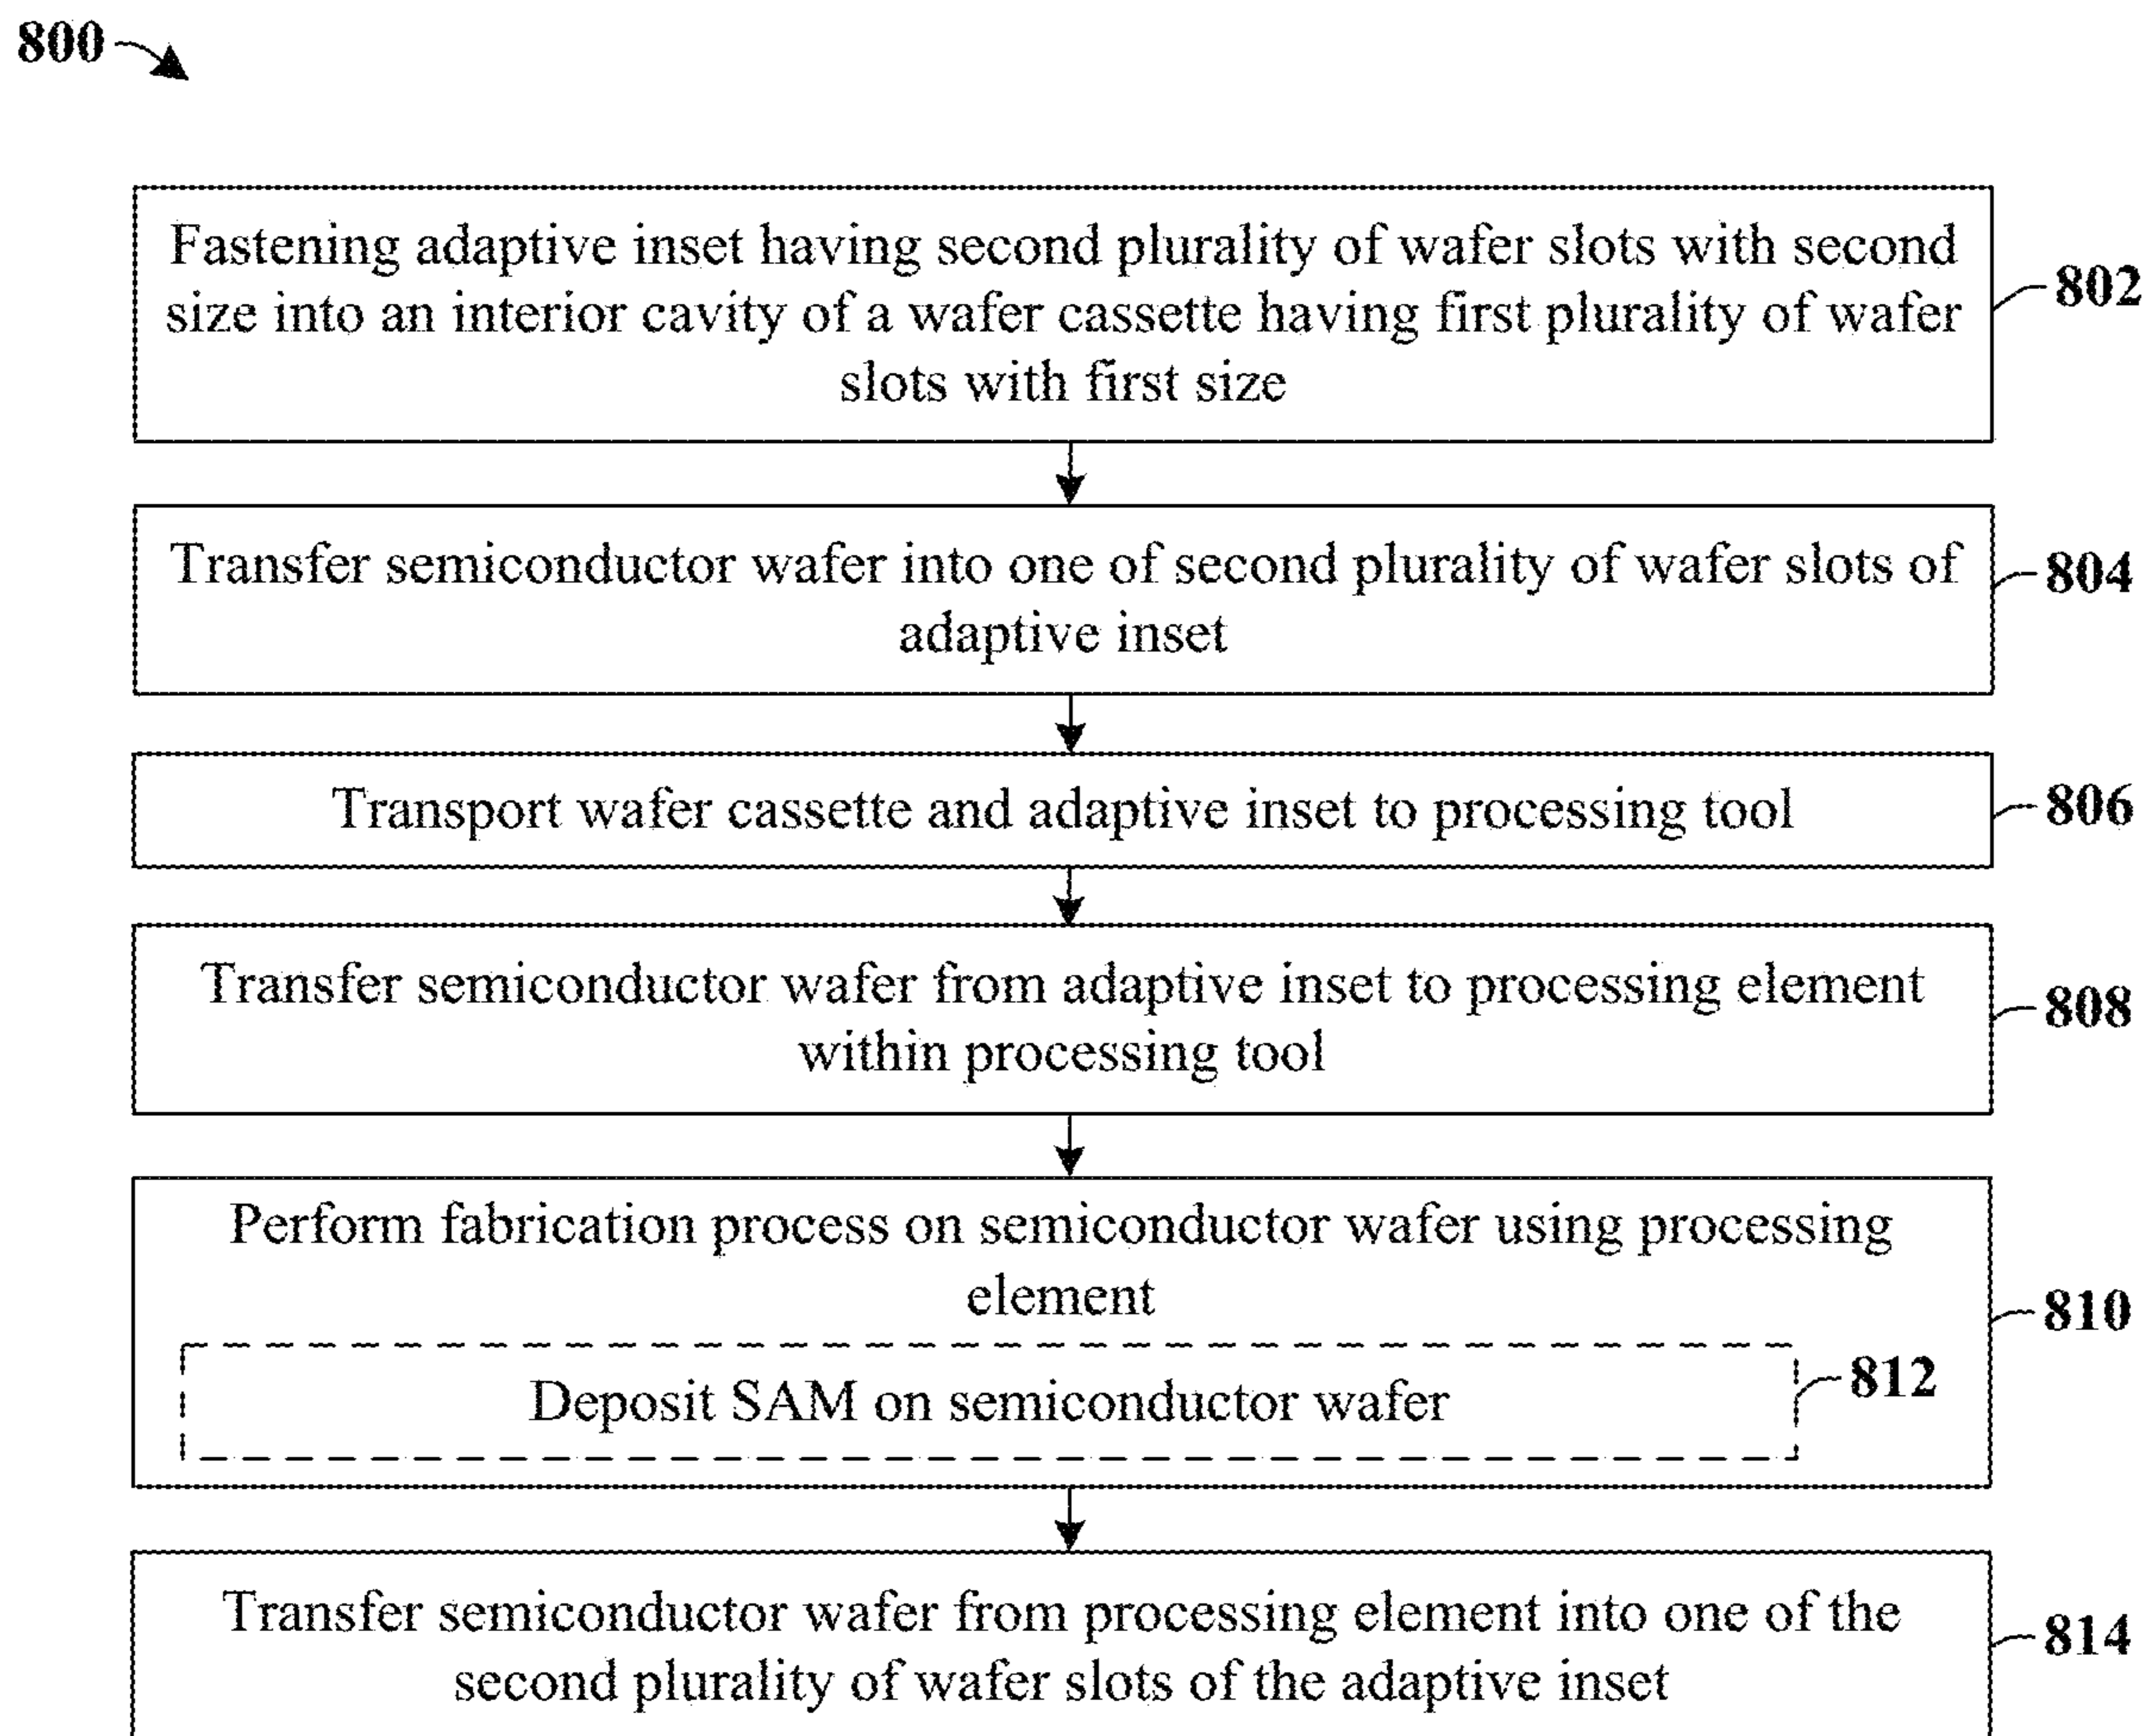 800
Fastening adaptive inset having second plurality of wafer slots with second
size into an interior cavity of a wafer cassette having first plurality of wafer
slots with first size
802
Transfer semiconductor wafer into one of second plurality of wafer slots of
adaptive inset
804
Transport wafer cassette and adaptive inset to processing tool
806
Transfer semiconductor wafer from adaptive inset to processing element
within processing tool
808
Perform fabrication process on semiconductor wafer using processing
element
810
Deposit SAM on semiconductor wafer
812
Transfer semiconductor wafer from processing element into one of the
second plurality of wafer slots of the adaptive inset
814